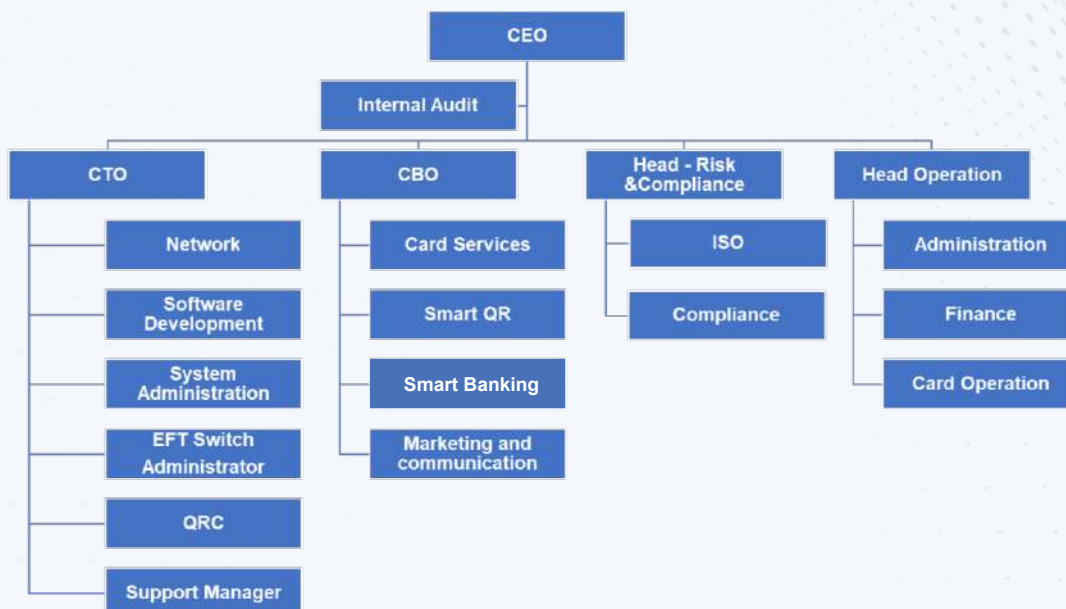 CEO
Internal Audit
CTO
CBO
Head - Risk
&Compliance
Head Operation
Network
Software
Development
System
Administration
EFT Switch
Administrator
QRC
Support Manager
Card Services
Smart QR
Smart Banking
Marketing and
communication
ISO
Compliance
Administration
Finance
Card Operation